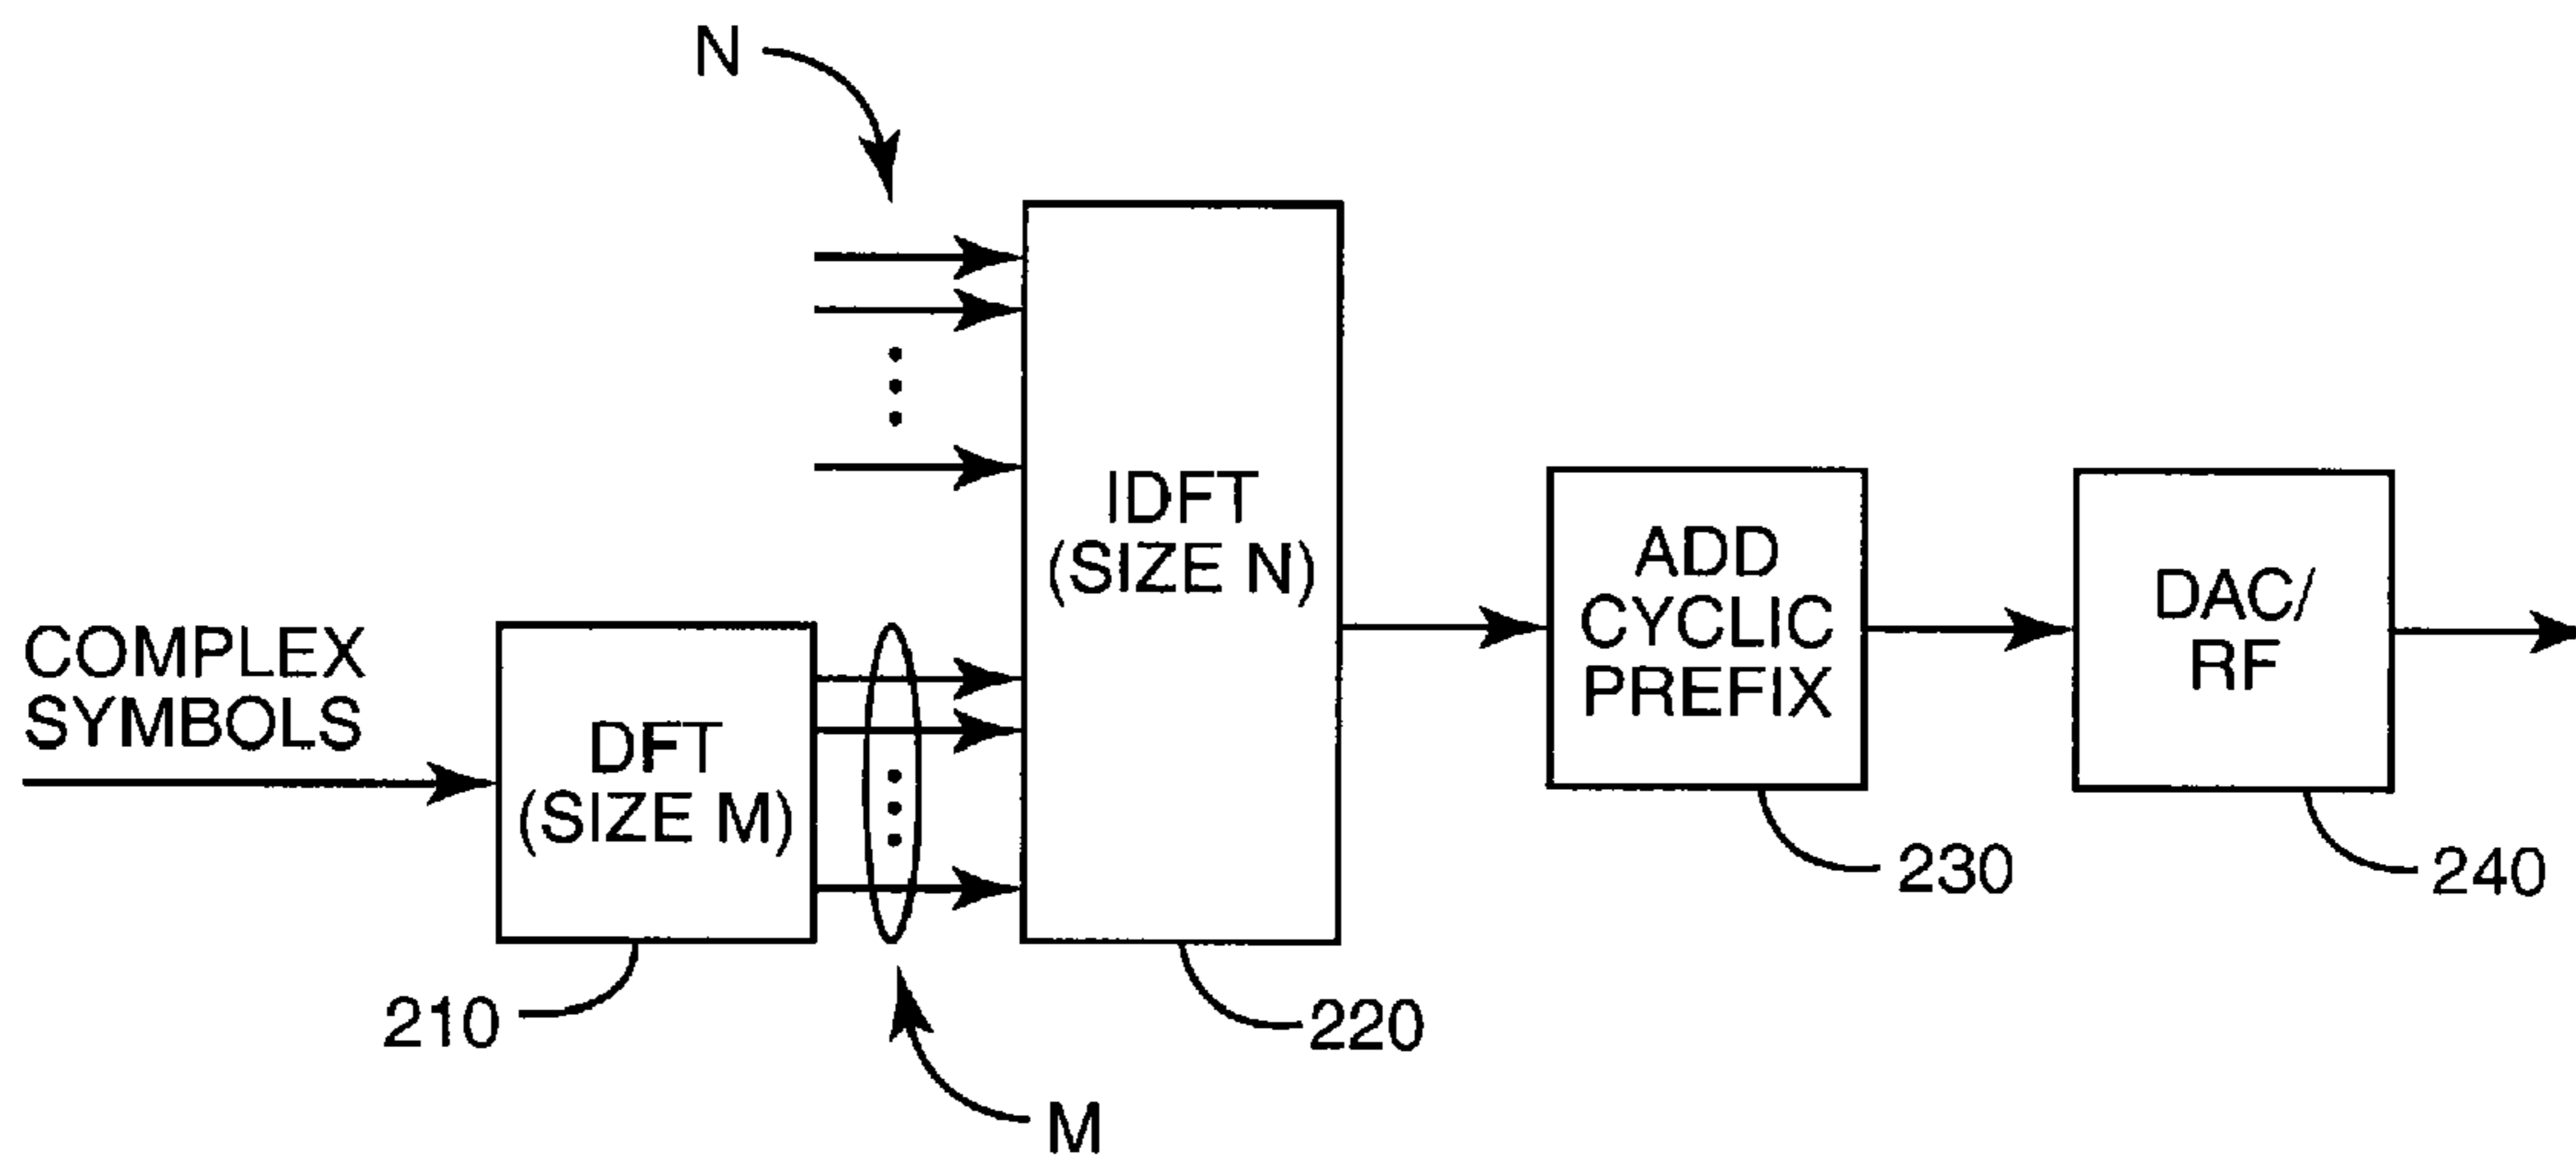 N
IDFT
(SIZE N)
COMPLEX
SYMBOLS
DFT
(SIZE M)
ADD
CYCLIC
PREFIX
DAC/
RF
210
220
230
240
M